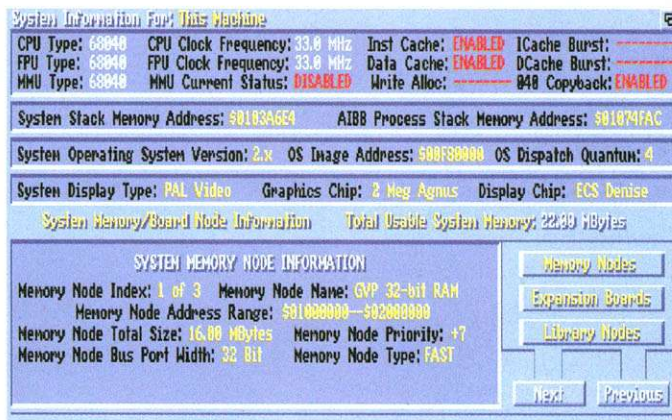 System Information For: This Machine
CPU Type: 68040 CPU Clock Frequency: 33.0 MHz Inst Cache: ENABLED ICache Burst: --------
FPU Type: 68040 FPU Clock Frequency: 33.0 MHz Data Cache: ENABLED DCache Burst: --------
MMU Type: 68040 MMU Current Status: DISABLED Write Alloc: -------- 040 Copyback: ENABLED
System Stack Memory Address: $0183A6E4 AIBB Process Stack Memory Address: $01074FAC
System Operating System Version: 2.x OS Image Address: $00F80000 OS Dispatch Quantum: 4
System Display Type: PAL Video Graphics Chip: 2 Meg Agnus Display Chip: ECS Denise
System Memory/Board Node Information Total Usable System Memory: 22.00 MBytes
SYSTEM MEMORY NODE INFORMATION
Memory Node Index: 1 of 3 Memory Node Name: GVP 32-bit RAM
Memory Node Address Range: $01000000--$02000000
Memory Node Total Size: 16.00 MBytes Memory Node Priority: +7
Memory Node Bus Port Width: 32 Bit Memory Node Type: FAST
Memory Nodes
Expansion Boards
Library Nodes
Next Previous